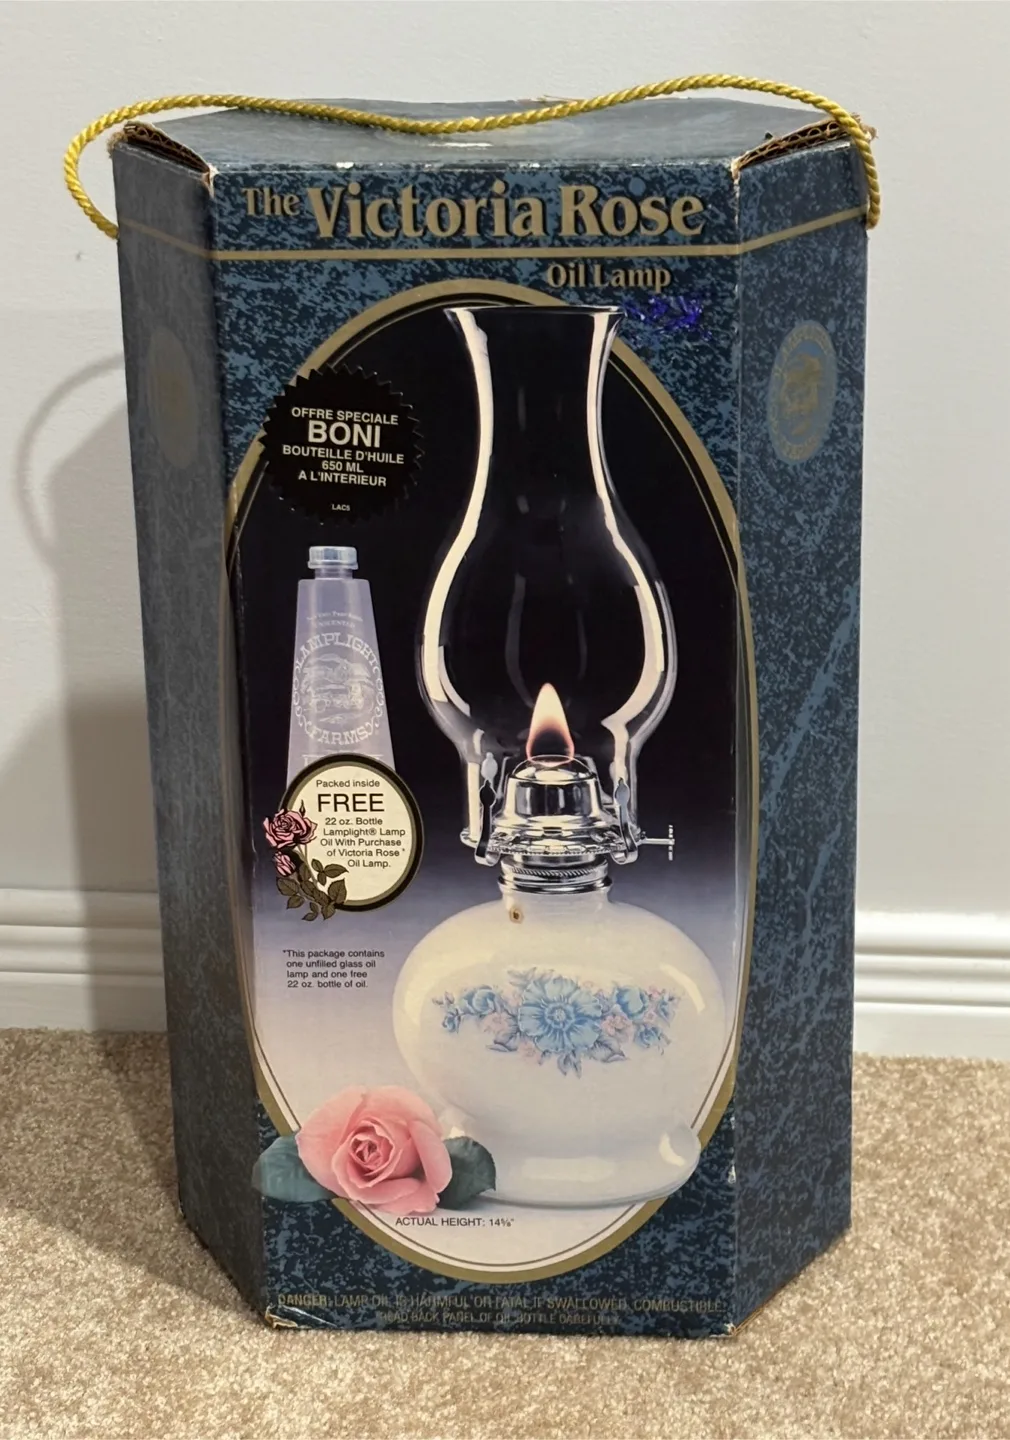 The Victoria Rose
Oil Lamp
OFFRE SPECIALE
BONI
BOUTEILLE D'HUILE
650 ML
A L'INTERIEUR
LAC5
UNSCENTED
LAMPLIGHT
FARMS
Packed inside
FREE
22 oz. Bottle
Lamplight® Lamp
Oil With Purchase
of Victoria Rose*
Oil Lamp.
*This package contains
one unfilled glass oil
lamp and one free
22 oz. bottle of oil.
ACTUAL HEIGHT: 14⅝"
DANGER: LAMP OIL IS HARMFUL OR FATAL IF SWALLOWED. COMBUSTIBLE.
READ BACK PANEL OF OIL BOTTLE CAREFULLY.